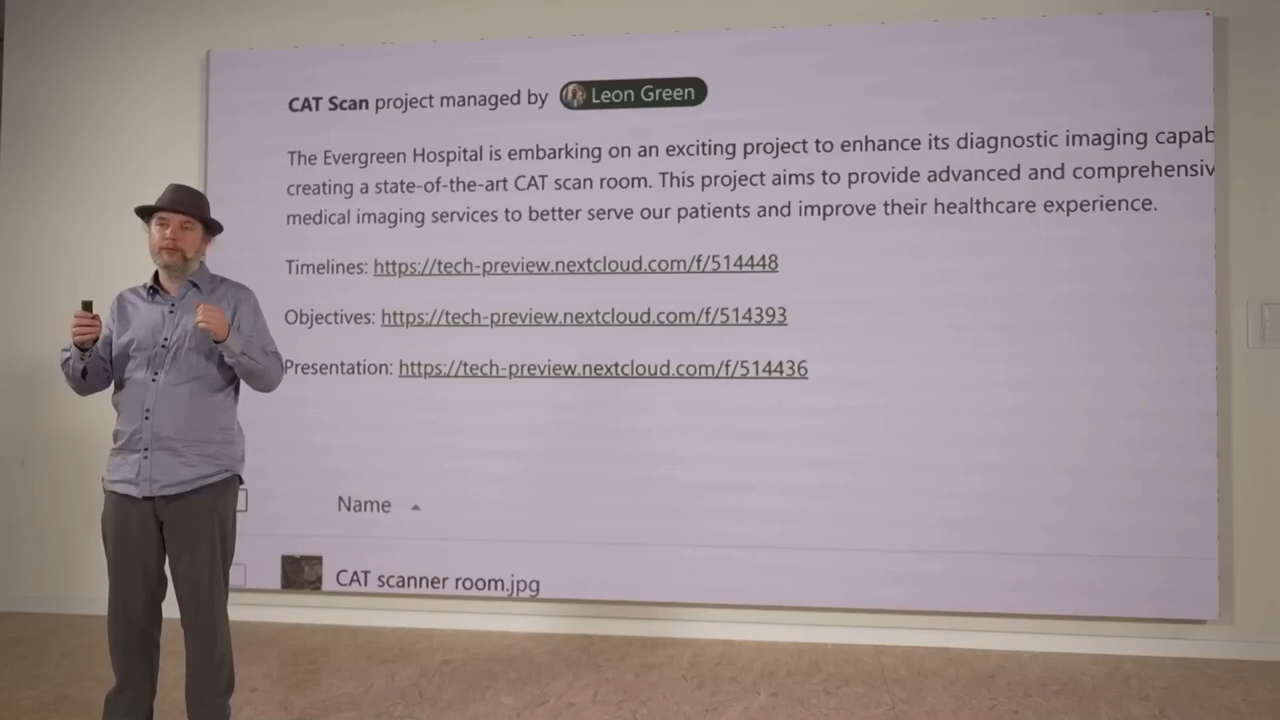 CAT Scan project managed by Leon Green
The Evergreen Hospital is embarking on an exciting project to enhance its diagnostic imaging capab
creating a state-of-the-art CAT scan room. This project aims to provide advanced and comprehensiv
medical imaging services to better serve our patients and improve their healthcare experience.
Timelines: https://tech-preview.nextcloud.com/f/514448
Objectives: https://tech-preview.nextcloud.com/f/514393
Presentation: https://tech-preview.nextcloud.com/f/514436
Name
CAT scanner room.jpg